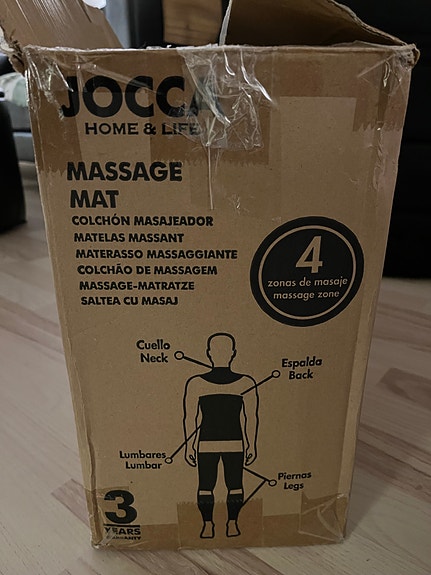 JOCCA
HOME & LIFE
MASSAGE
MAT
COLCHÓN MASAJEADOR
MATELAS MASSANT
MATERASSO MASSAGGIANTE
COLCHÃO DE MASSAGEM
MASSAGE-MATRATZE
SALTEA CU MASAJ
4
zonas de masaje
massage zone
Cuello
Neck
Espalda
Back
Lumbares
Lumbar
Piernas
Legs
3
YEARS
WARRANTY